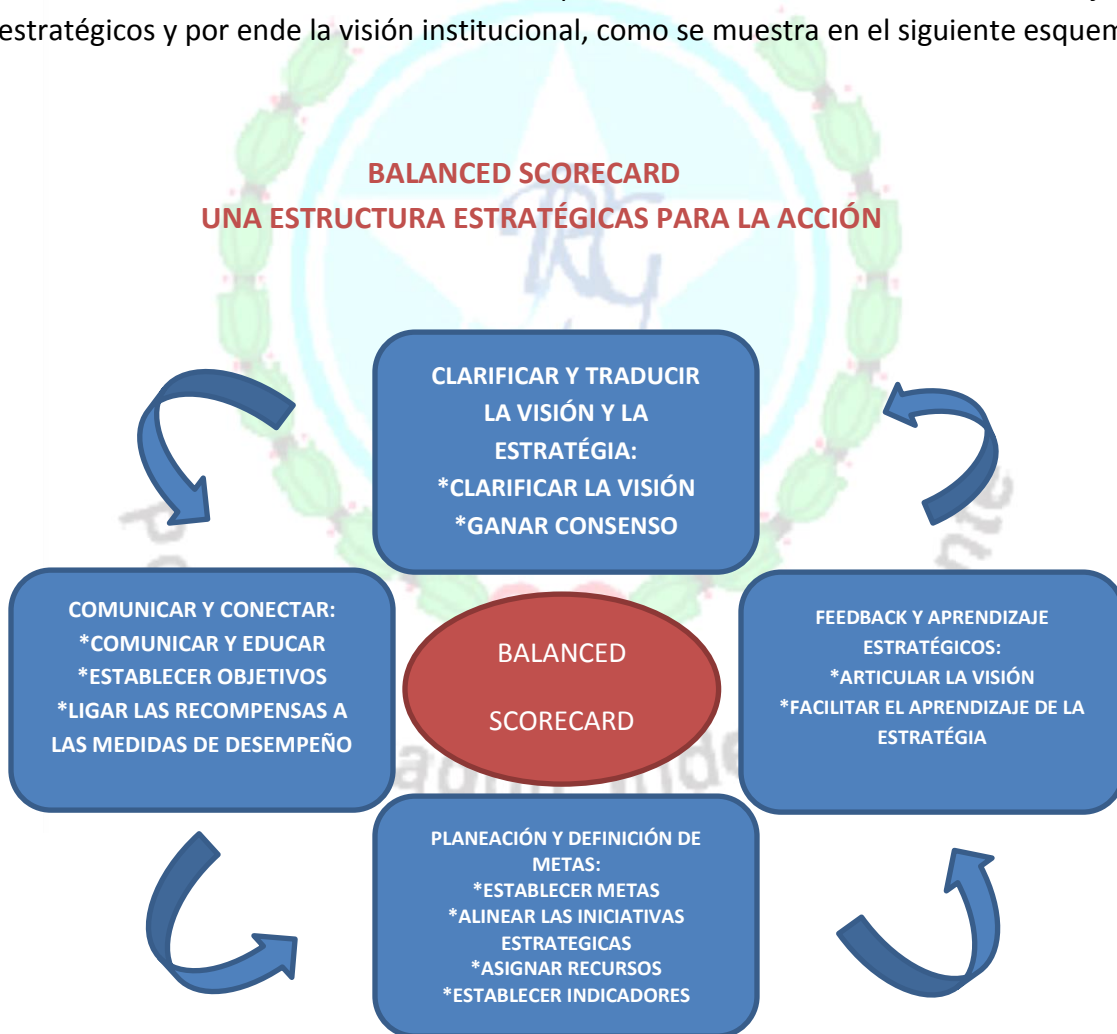 estratégicos y por ende la visión institucional, como se muestra en el siguiente esquem
BALANCED SCORECARD
UNA ESTRUCTURA ESTRATÉGICAS PARA LA ACCIÓN
CLARIFICAR Y TRADUCIR
LA VISIÓN Y LA
ESTRATÉGIA:
*CLARIFICAR LA VISIÓN
*GANAR CONSENSO
COMUNICAR Y CONECTAR:
*COMUNICAR Y EDUCAR
*ESTABLECER OBJETIVOS
*LIGAR LAS RECOMPENSAS A
LAS MEDIDAS DE DESEMPEÑO
BALANCED
SCORECARD
FEEDBACK Y APRENDIZAJE
ESTRATÉGICOS:
*ARTICULAR LA VISIÓN
*FACILITAR EL APRENDIZAJE DE LA
ESTRATÉGIA
PLANEACIÓN Y DEFINICIÓN DE
METAS:
*ESTABLECER METAS
*ALINEAR LAS INICIATIVAS
ESTRATEGICAS
*ASIGNAR RECURSOS
*ESTABLECER INDICADORES